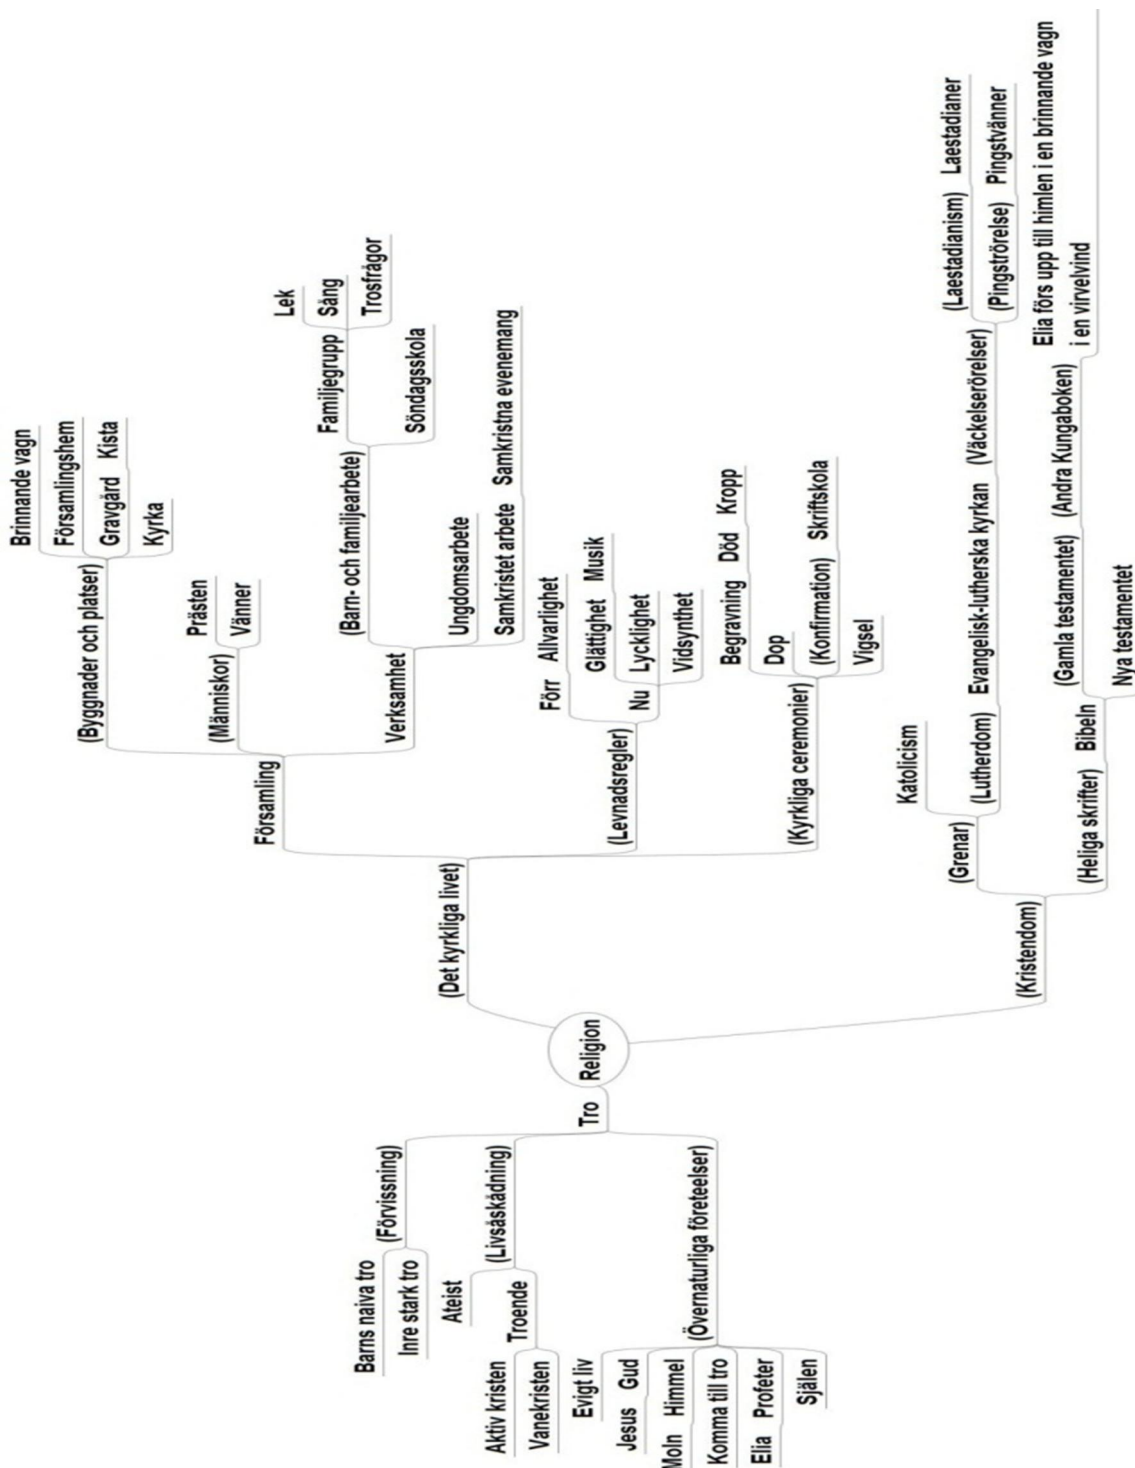 Religion
Tro
(Förvissning)
Barns naiva tro
Inre stark tro
(Livsåskådning)
Ateist
Troende
Aktiv kristen
Vanekristen
(Övernaturliga företeelser)
Evigt liv
Gud
Jesus
Himmel
Moln
Komma till tro
Profeter
Elia
Själen
(Det kyrkliga livet)
Församling
(Byggnader och platser)
Brinnande vagn
Församlingshem
Gravgård
Kista
Kyrka
(Människor)
Prästen
Vänner
Verksamhet
(Barn- och familjearbete)
Familjegrupp
Lek
Sång
Trosfrågor
Söndagsskola
Ungdomsarbete
Samkristet arbete
Samkristna evenemang
(Levnadsregler)
Förr
Allvarlighet
Nu
Glättighet
Musik
Lycklighet
Vidsynthet
(Kyrkliga ceremonier)
Begravning
Död
Kropp
Dop
(Konfirmation)
Skriftskola
Vigsel
(Kristendom)
(Grenar)
Katolicism
(Lutherdom)
Evangelisk-lutherska kyrkan
(Väckelserörelser)
(Laestadianism)
Laestadianer
(Pingströrelse)
Pingstvänner
(Heliga skrifter)
Bibeln
(Gamla testamentet)
(Andra Kungaboken)
Elia förs upp till himlen i en brinnande vagn
i en virvelvind
Nya testamentet